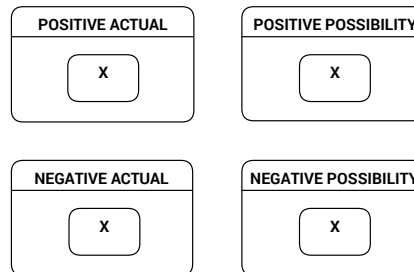 POSITIVE ACTUAL
X
POSITIVE POSSIBILITY
X
NEGATIVE ACTUAL
X
NEGATIVE POSSIBILITY
X